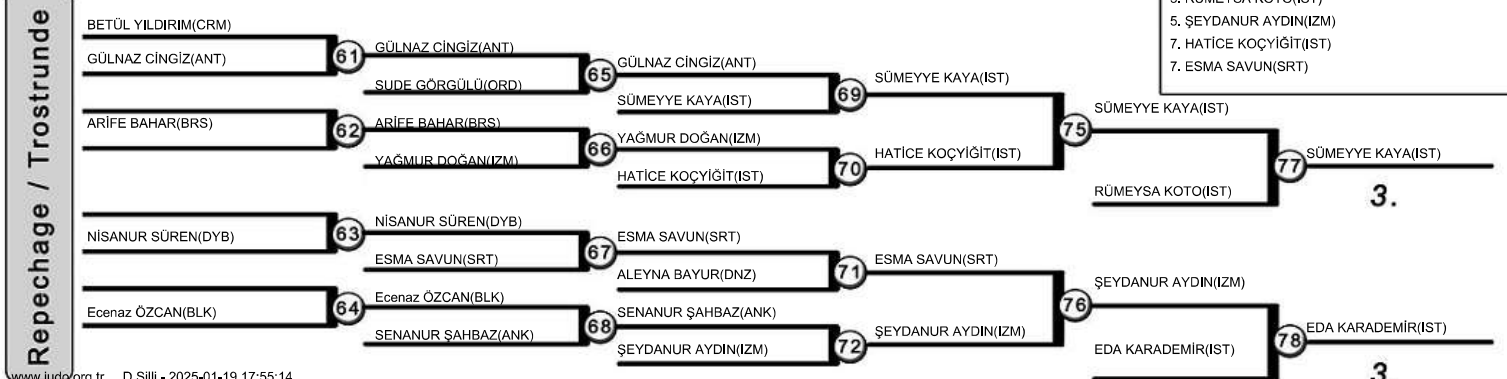 Repechage / Trostrunde
BETÜL YILDIRIM(CRM)
GÜLNAZ CİNGİZ(ANT)
ARİFE BAHAR(BRS)
NİSANUR SÜREN(DYB)
Ecenaz ÖZCAN(BLK)
61
62
63
64
GÜLNAZ CİNGİZ(ANT)
SUDE GÖRGÜLÜ(ORD)
ARİFE BAHAR(BRS)
YAĞMUR DOĞAN(IZM)
NİSANUR SÜREN(DYB)
ESMA SAVUN(SRT)
Ecenaz ÖZCAN(BLK)
SENANUR ŞAHBAZ(ANK)
65
66
67
68
GÜLNAZ CİNGİZ(ANT)
SÜMEYYE KAYA(IST)
YAĞMUR DOĞAN(IZM)
HATİCE KOÇYİĞİT(IST)
ESMA SAVUN(SRT)
ALEYNA BAYUR(DNZ)
SENANUR ŞAHBAZ(ANK)
ŞEYDANUR AYDIN(IZM)
69
70
71
72
SÜMEYYE KAYA(IST)
HATİCE KOÇYİĞİT(IST)
ESMA SAVUN(SRT)
ŞEYDANUR AYDIN(IZM)
75
76
SÜMEYYE KAYA(IST)
RÜMEYSA KOTO(IST)
ŞEYDANUR AYDIN(IZM)
EDA KARADEMİR(IST)
77
78
SÜMEYYE KAYA(IST)
3.
EDA KARADEMİR(IST)
3.
5. RÜMEYSA KOTO(IST)
5. ŞEYDANUR AYDIN(IZM)
7. HATİCE KOÇYİĞİT(IST)
7. ESMA SAVUN(SRT)
www.judo.org.tr D.Silli - 2025-01-19 17:55:14